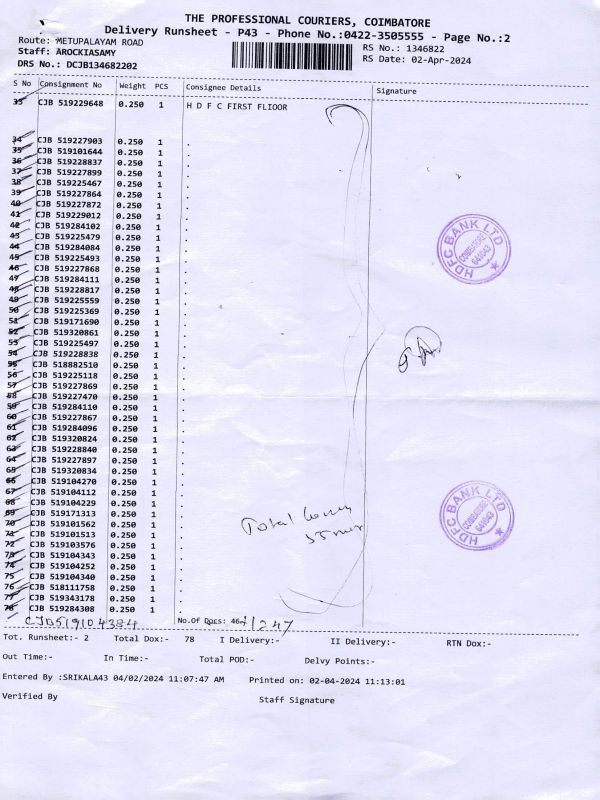 THE PROFESSIONAL COURIERS, COIMBATORE
Delivery Runsheet - P43 - Phone No.:0422-3505555 - Page No.:2
Route: METUPALAYAM ROAD
Staff: AROCKIASAMY
DRS No.: DCJB134682202
RS No.: 1346822
RS Date: 02-Apr-2024
S No Consignment No Weight PCS Consignee Details Signature
33 CJB 519229648 0.250 1 H D F C FIRST FLIOOR
34 CJB 519227903 0.250 1 .
35 CJB 519101644 0.250 1 .
36 CJB 519228837 0.250 1 .
37 CJB 519227899 0.250 1 .
38 CJB 519225467 0.250 1 .
39 CJB 519227864 0.250 1 .
40 CJB 519227872 0.250 1 .
41 CJB 519229012 0.250 1 .
42 CJB 519284102 0.250 1 .
43 CJB 519225479 0.250 1 .
44 CJB 519284084 0.250 1 .
45 CJB 519225493 0.250 1 .
46 CJB 519227868 0.250 1 .
47 CJB 519284111 0.250 1 .
48 CJB 519228817 0.250 1 .
49 CJB 519225559 0.250 1 .
50 CJB 519225369 0.250 1 .
51 CJB 519171690 0.250 1 .
52 CJB 519320861 0.250 1 .
53 CJB 519225497 0.250 1 .
54 CJB 519228838 0.250 1 .
55 CJB 518882510 0.250 1 .
56 CJB 519225118 0.250 1 .
57 CJB 519227869 0.250 1 .
58 CJB 519227470 0.250 1 .
59 CJB 519284110 0.250 1 .
60 CJB 519227867 0.250 1 .
61 CJB 519284096 0.250 1 .
62 CJB 519320824 0.250 1 .
63 CJB 519228840 0.250 1 .
64 CJB 519227897 0.250 1 .
65 CJB 519320834 0.250 1 .
66 CJB 519104270 0.250 1 .
67 CJB 519104112 0.250 1 .
68 CJB 519104229 0.250 1 .
69 CJB 519171313 0.250 1 .
70 CJB 519101562 0.250 1 .
71 CJB 519101513 0.250 1 .
72 CJB 519103576 0.250 1 .
73 CJB 519104343 0.250 1 .
74 CJB 519104252 0.250 1 .
75 CJB 519104340 0.250 1 .
76 CJB 518111758 0.250 1 .
77 CJB 519343178 0.250 1 .
78 CJB 519284308 0.250 1 .
HDFC BANK LTD
COIMBATORE
641043
HDFC BANK LTD
COIMBATORE
641043
Total
CJB519104384
No.Of Docs: 46
Tot. Runsheet:- 2 Total Dox:- 78 I Delivery:- II Delivery:- RTN Dox:-
Out Time:- In Time:- Total POD:- Delvy Points:-
Entered By :SRIKALA43 04/02/2024 11:07:47 AM Printed on: 02-04-2024 11:13:01
Verified By Staff Signature